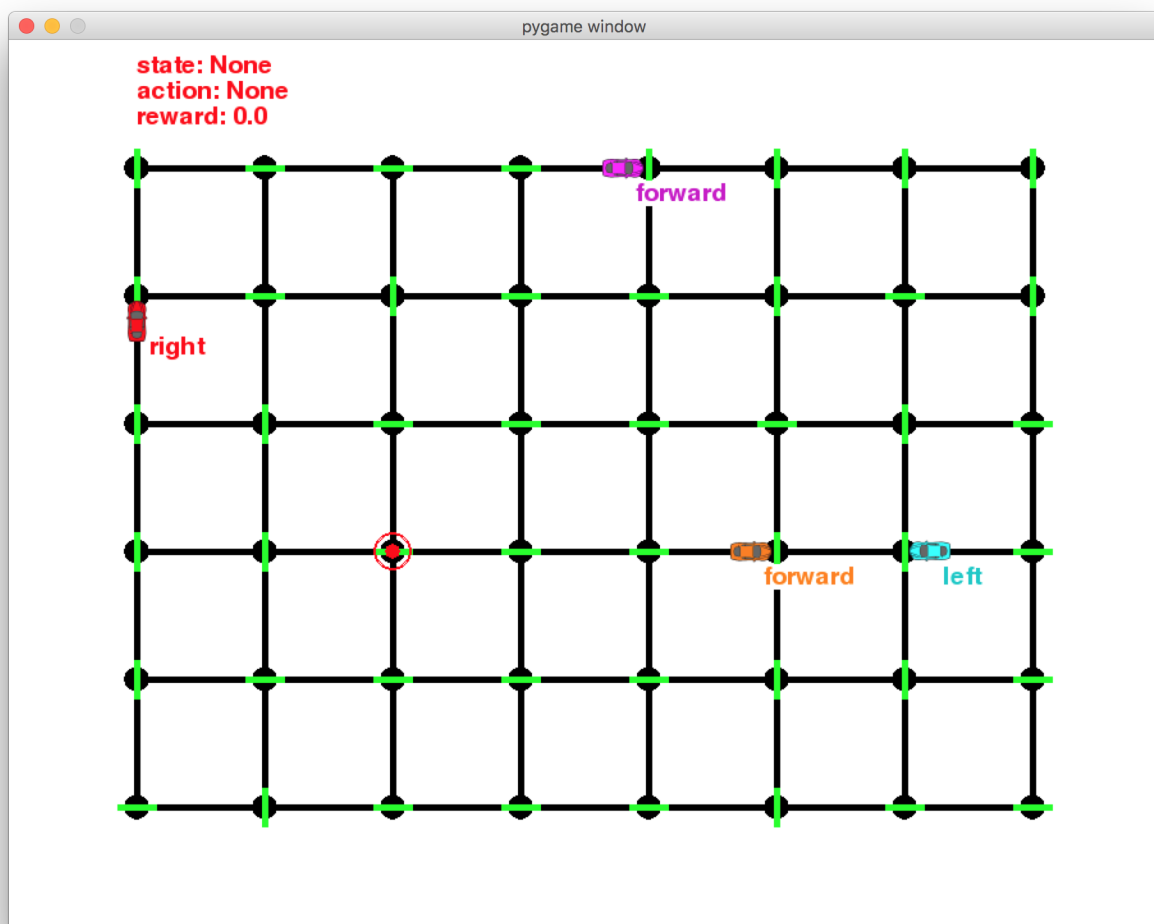 pygame window
state: None
action: None
reward: 0.0
forward
right
forward
left